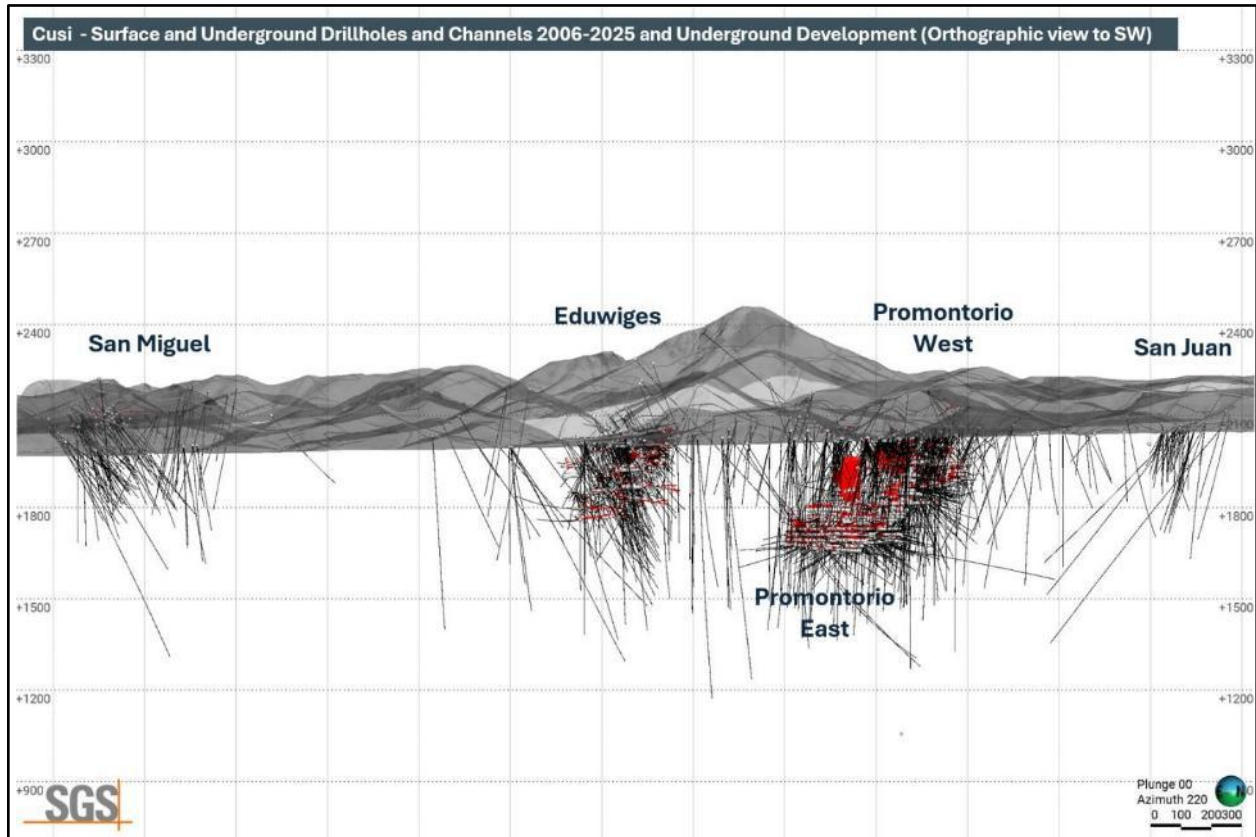 Cusi - Surface and Underground Drillholes and Channels 2006-2025 and Underground Development (Orthographic view to SW)
+3300 +3300
+3000 +3000
+2700 +2700
+2400 +2400
Eduwiges
Promontorio
West
San Miguel
San Juan
+1800 +1800
Promontorio
East
+1500 +1500
+1200 +1200
+900
SGS
Plunge 00
Azimuth 220
0 100 200300